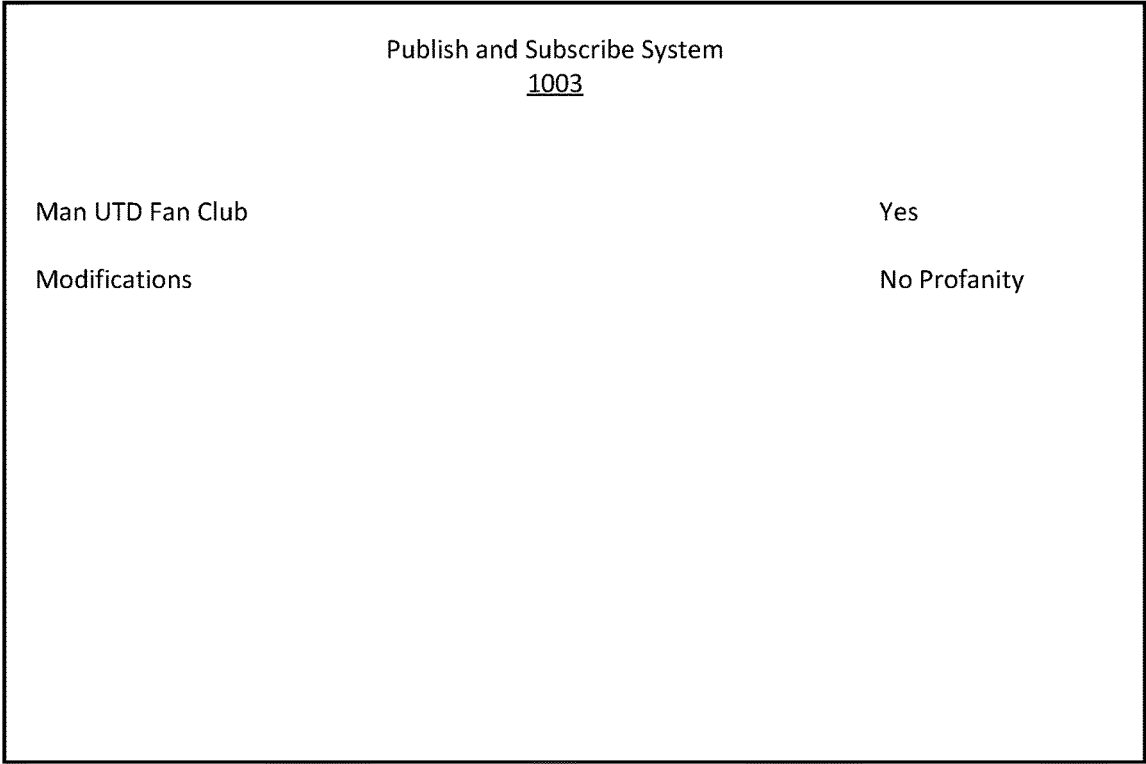 Publish and Subscribe System
1003
Man UTD Fan Club Yes
Modifications No Profanity